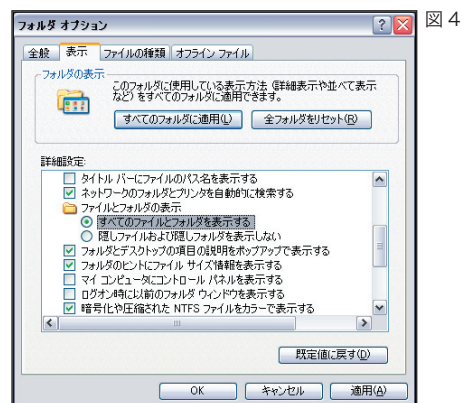 フォルダ オプション
図 4
全般
表示
ファイルの種類
オフライン ファイル
フォルダの表示
このフォルダに使用している表示方法 (詳細表示や並べて表示
など) をすべてのフォルダに適用できます。
すべてのフォルダに適用(L)
全フォルダをリセット(R)
詳細設定:
タイトル バーにファイルのパス名を表示する
ネットワークのフォルダとプリンタを自動的に検索する
ファイルとフォルダの表示
すべてのファイルとフォルダを表示する
隠しファイルおよび隠しフォルダを表示しない
フォルダとデスクトップの項目の説明をポップアップで表示する
フォルダのヒントにファイル サイズ情報を表示する
マイ コンピュータにコントロール パネルを表示する
ログオン時に以前のフォルダ ウィンドウを表示する
暗号化や圧縮された NTFS ファイルをカラーで表示する
既定値に戻す(D)
OK
キャンセル
適用(A)